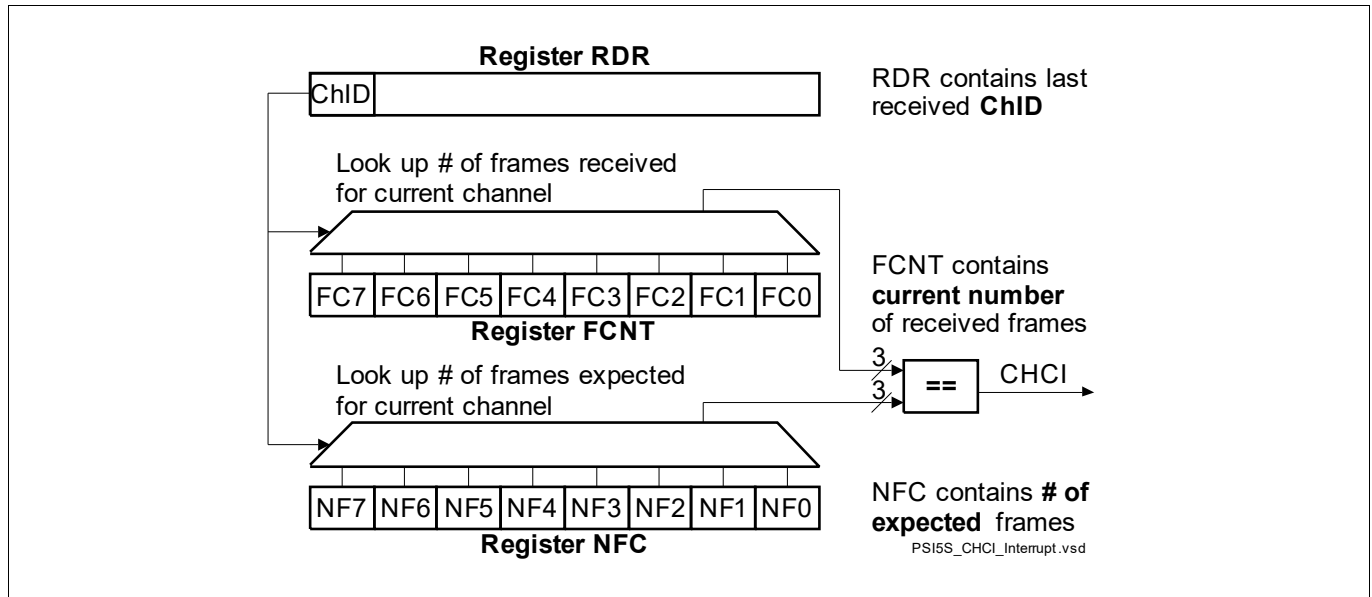 Register RDR
ChID
RDR contains last
received ChID
Look up # of frames received
for current channel
FC7 FC6 FC5 FC4 FC3 FC2 FC1 FC0
Register FCNT
FCNT contains
current number
of received frames
3
3
==
CHCI
Look up # of frames expected
for current channel
NF7 NF6 NF5 NF4 NF3 NF2 NF1 NF0
Register NFC
NFC contains # of
expected frames
PSI5S_CHCI_Interrupt.vsd